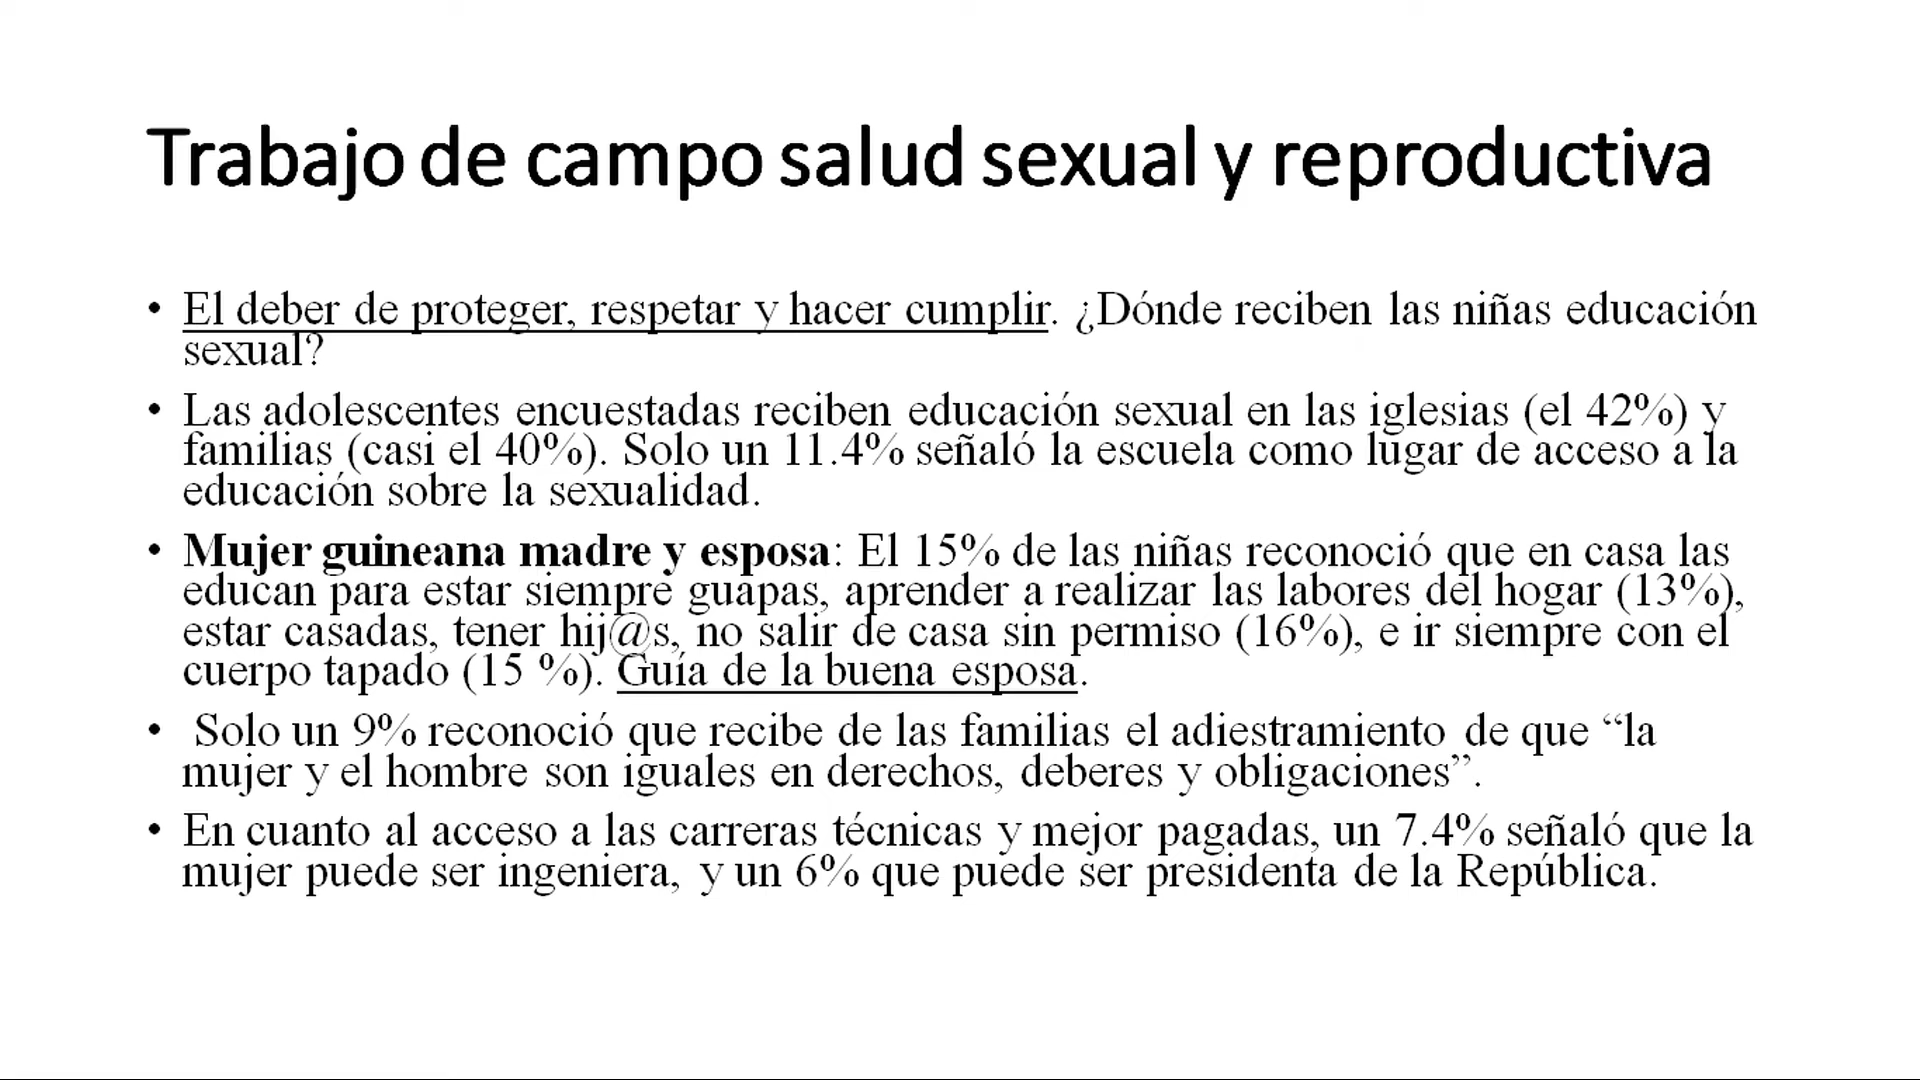 Trabajo de campo salud sexual y reproductiva
• El deber de proteger, respetar y hacer cumplir. ¿Dónde reciben las niñas educación
sexual?
• Las adolescentes encuestadas reciben educación sexual en las iglesias (el 42%) y
familias (casi el 40%). Solo un 11.4% señaló la escuela como lugar de acceso a la
educación sobre la sexualidad.
• Mujer guineana madre y esposa: El 15% de las niñas reconoció que en casa las
educan para estar siempre guapas, aprender a realizar las labores del hogar (13%),
estar casadas, tener hij@s, no salir de casa sin permiso (16%), e ir siempre con el
cuerpo tapado (15 %). Guía de la buena esposa.
• Solo un 9% reconoció que recibe de las familias el adiestramiento de que “la
mujer y el hombre son iguales en derechos, deberes y obligaciones”.
• En cuanto al acceso a las carreras técnicas y mejor pagadas, un 7.4% señaló que la
mujer puede ser ingeniera, y un 6% que puede ser presidenta de la República.